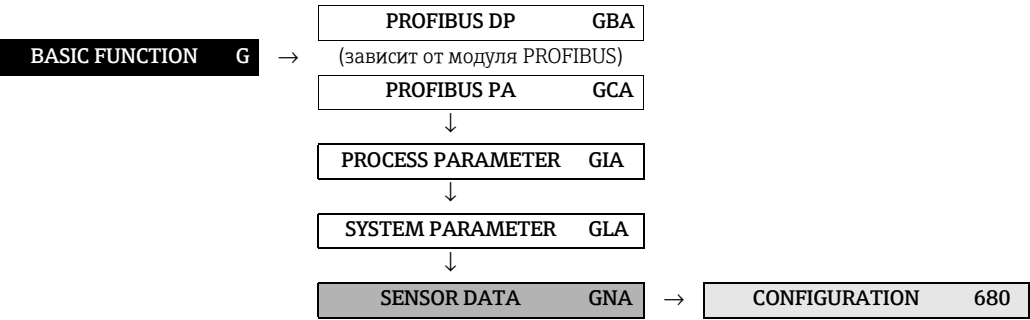 PROFIBUS DP GBA
BASIC FUNCTION G → (зависит от модуля PROFIBUS)
PROFIBUS PA GCA
↓
PROCESS PARAMETER GIA
↓
SYSTEM PARAMETER GLA
↓
SENSOR DATA GNA → CONFIGURATION 680